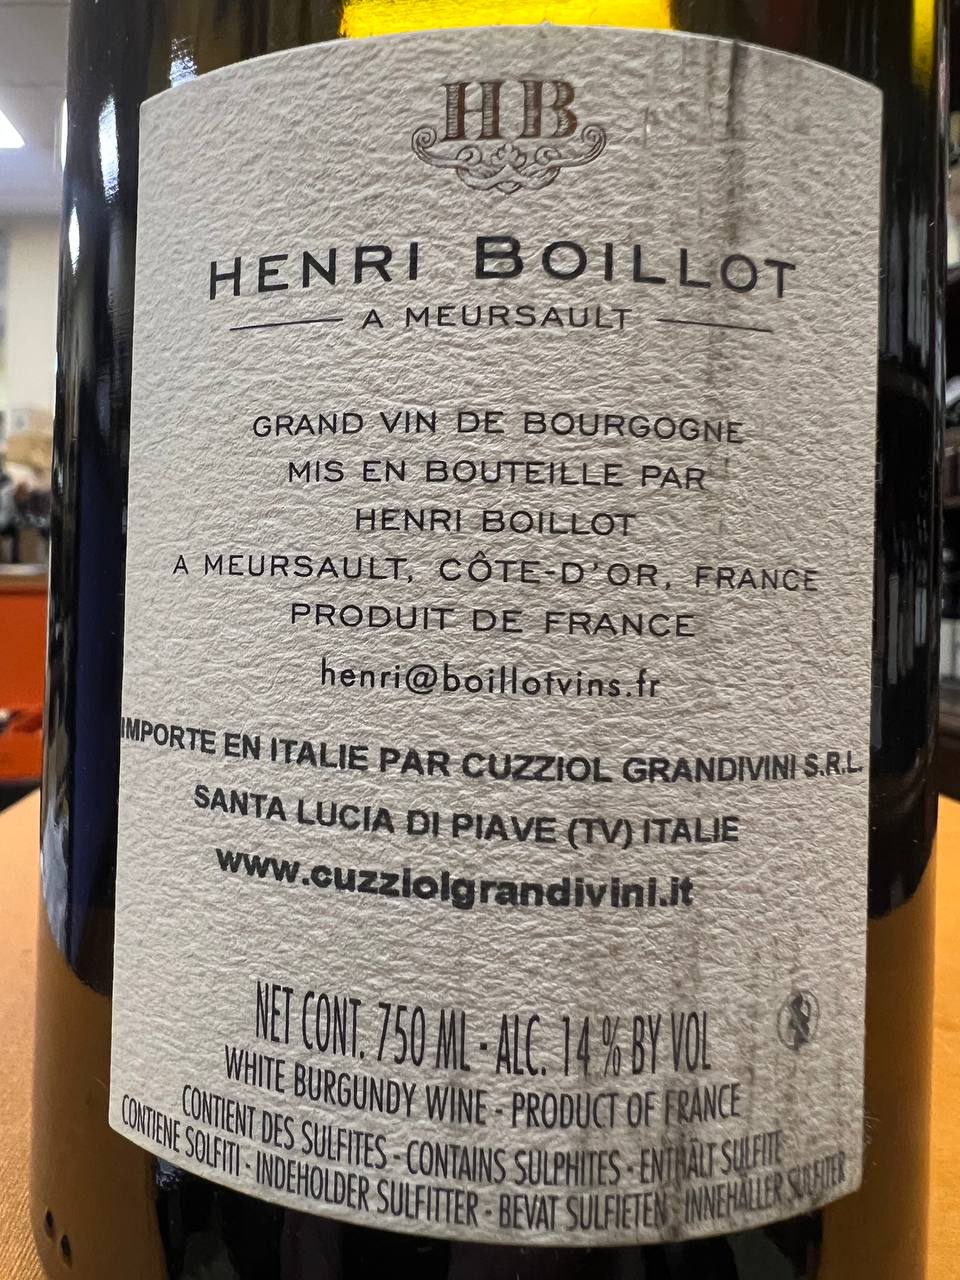 HB
HENRI BOILLOT
A MEURSAULT
GRAND VIN DE BOURGOGNE
MIS EN BOUTEILLE PAR
HENRI BOILLOT
A MEURSAULT, CÔTE-D'OR, FRANCE
PRODUIT DE FRANCE
henri@boillotvins.fr
IMPORTE EN ITALIE PAR CUZZIOL GRANDIVINI S.R.L.
SANTA LUCIA DI PIAVE (TV) ITALIE
www.cuzziolgrandivini.it
NET CONT. 750 ML - ALC. 14 % BY VOL
WHITE BURGUNDY WINE - PRODUCT OF FRANCE
CONTIENT DES SULFITES - CONTAINS SULPHITES - ENTHÄLT SULFITE
CONTIENE SOLFITI - INDEHOLDER SULFITTER - BEVAT SULFIETEN - INNEHÅLLER SULFITER